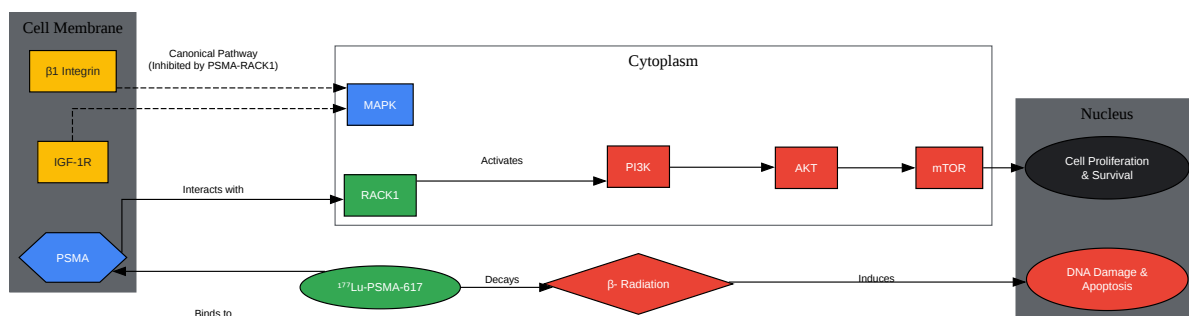 Cell Membrane
β1 Integrin
IGF-1R
PSMA
Canonical Pathway
(Inhibited by PSMA-RACK1)
Interacts with
Binds to
Cytoplasm
MAPK
RACK1
Activates
PI3K
AKT
mTOR
¹⁷⁷Lu-PSMA-617
Decays
β- Radiation
Induces
Nucleus
Cell Proliferation
& Survival
DNA Damage &
Apoptosis